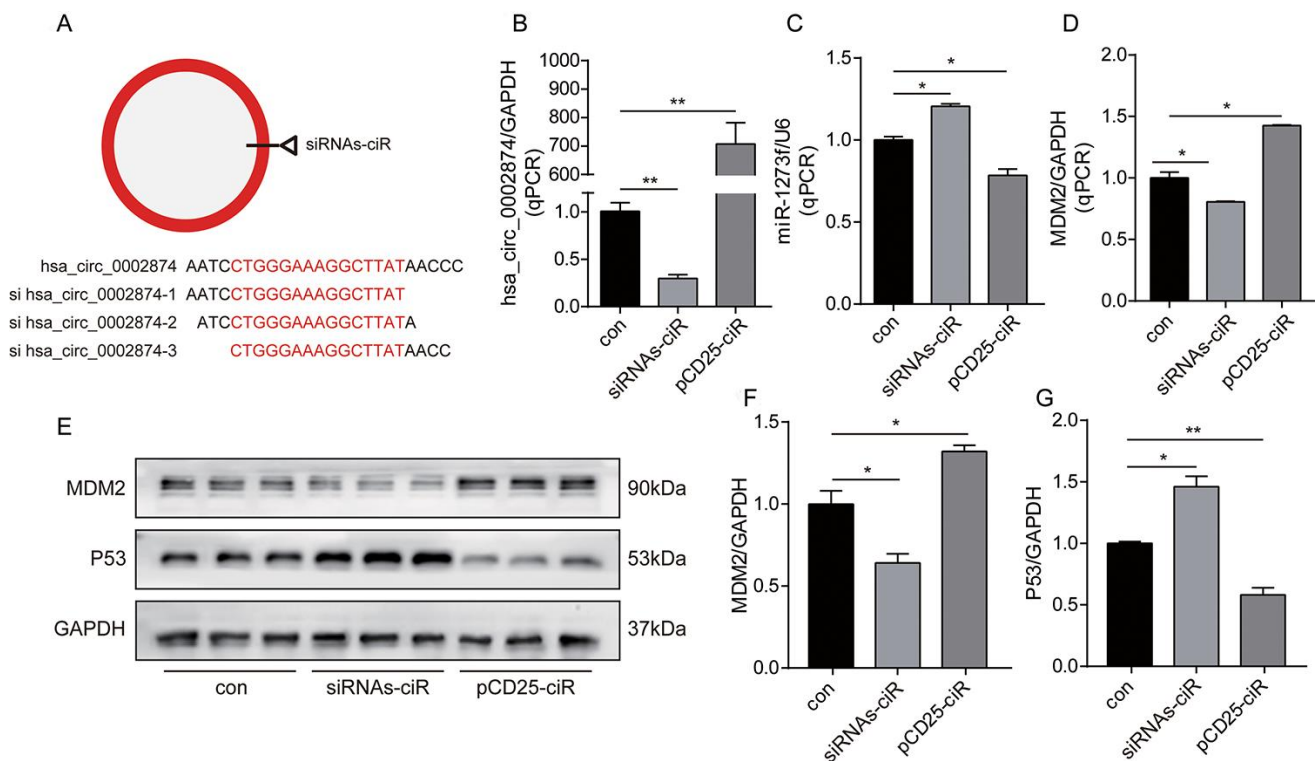 A
siRNAs-ciR
hsa_circ_0002874 AATCCTGGGAAAGGCTTATAACCC
si hsa_circ_0002874-1 AATCCTGGGAAAGGCTTAT
si hsa_circ_0002874-2 ATCCTGGGAAAGGCTTATA
si hsa_circ_0002874-3 CTGGGAAAGGCTTATAACC
B
hsa_circ_0002874/GAPDH
(qPCR)
1000
900
800
700
600
1.0
0.5
0.0
**
**
con
siRNAs-ciR
pCD25-ciR
C
miR-1273f/U6
(qPCR)
1.5
1.0
0.5
0.0
*
*
con
siRNAs-ciR
pCD25-ciR
D
MDM2/GAPDH
(qPCR)
2.0
1.5
1.0
0.5
0.0
*
*
con
siRNAs-ciR
pCD25-ciR
E
MDM2 90kDa
P53 53kDa
GAPDH 37kDa
con siRNAs-ciR pCD25-ciR
F
MDM2/GAPDH
1.5
1.0
0.5
0.0
*
*
con
siRNAs-ciR
pCD25-ciR
G
P53/GAPDH
2.0
1.5
1.0
0.5
0.0
**
*
con
siRNAs-ciR
pCD25-ciR